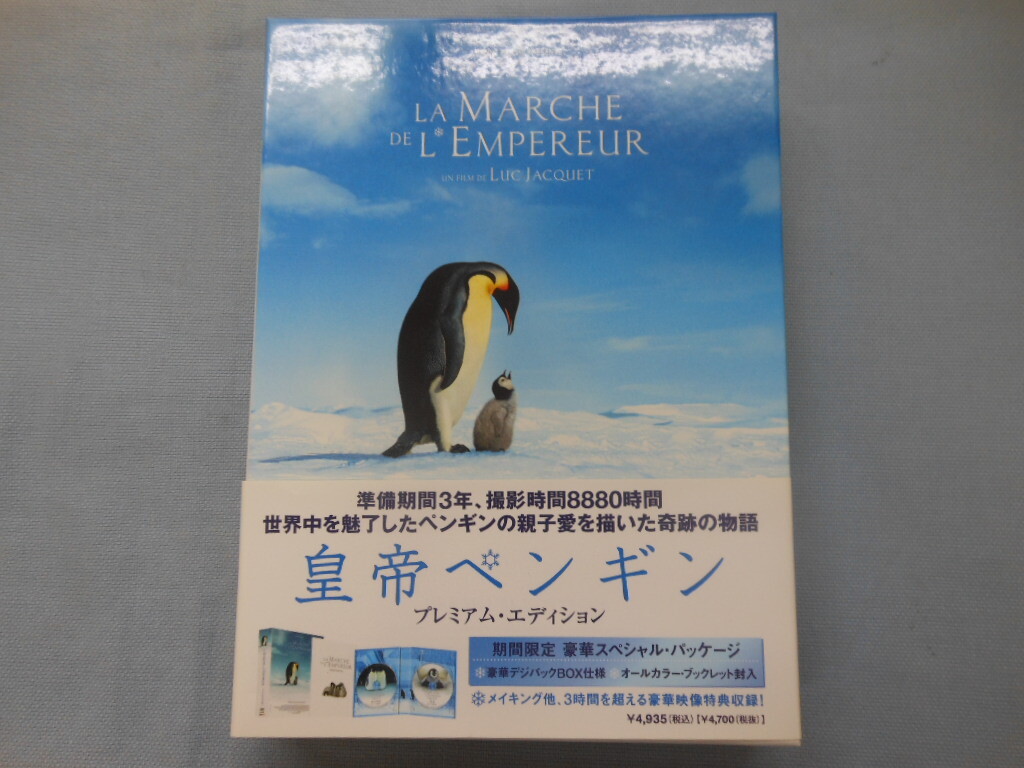 LA MARCHE
DE L'EMPEREUR
UN FILM DE LUC JACQUET
準備期間3年、撮影時間8880時間
世界中を魅了したペンギンの親子愛を描いた奇跡の物語
皇帝ペンギン
プレミアム・エディション
期間限定 豪華スペシャル・パッケージ
豪華デジパックBOX仕様 オールカラー・ブックレット封入
メイキング他、3時間を超える豪華映像特典収録!
¥4,935(税込)【¥4,700(税抜)】
LA MARCHE
DE L'EMPEREUR